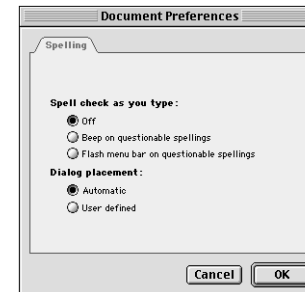 Document Preferences
Spelling
Spell check as you type:
Off
Beep on questionable spellings
Flash menu bar on questionable spellings
Dialog placement:
Automatic
User defined
Cancel
OK